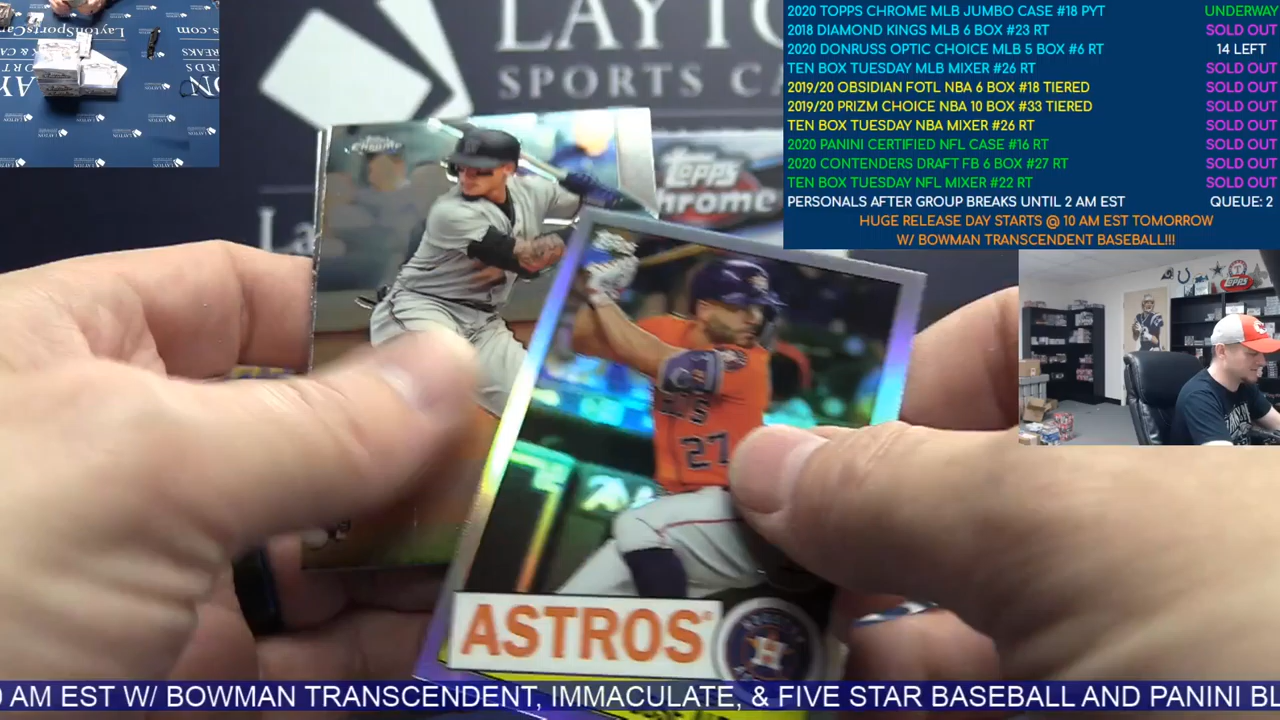 LAYTON
SPORTS CA
2020 TOPPS CHROME MLB JUMBO CASE #18 PYT UNDERWAY
2018 DIAMOND KINGS MLB 6 BOX #23 RT SOLD OUT
2020 DONRUSS OPTIC CHOICE MLB 5 BOX #6 RT 14 LEFT
TEN BOX TUESDAY MLB MIXER #26 RT SOLD OUT
2019/20 OBSIDIAN FOTL NBA 6 BOX #18 TIERED SOLD OUT
2019/20 PRIZM CHOICE NBA 10 BOX #33 TIERED SOLD OUT
TEN BOX TUESDAY NBA MIXER #26 RT SOLD OUT
2020 PANINI CERTIFIED NFL CASE #16 RT SOLD OUT
2020 CONTENDERS DRAFT FB 6 BOX #27 RT SOLD OUT
TEN BOX TUESDAY NFL MIXER #22 RT SOLD OUT
PERSONALS AFTER GROUP BREAKS UNTIL 2 AM EST QUEUE: 2
HUGE RELEASE DAY STARTS @ 10 AM EST TOMORROW
W/ BOWMAN TRANSCENDENT BASEBALL!!!
Topps
Chrome
La
27
ASTROS
H
TOPPS
0 AM EST W/ BOWMAN TRANSCENDENT, IMMACULATE, & FIVE STAR BASEBALL AND PANINI BL